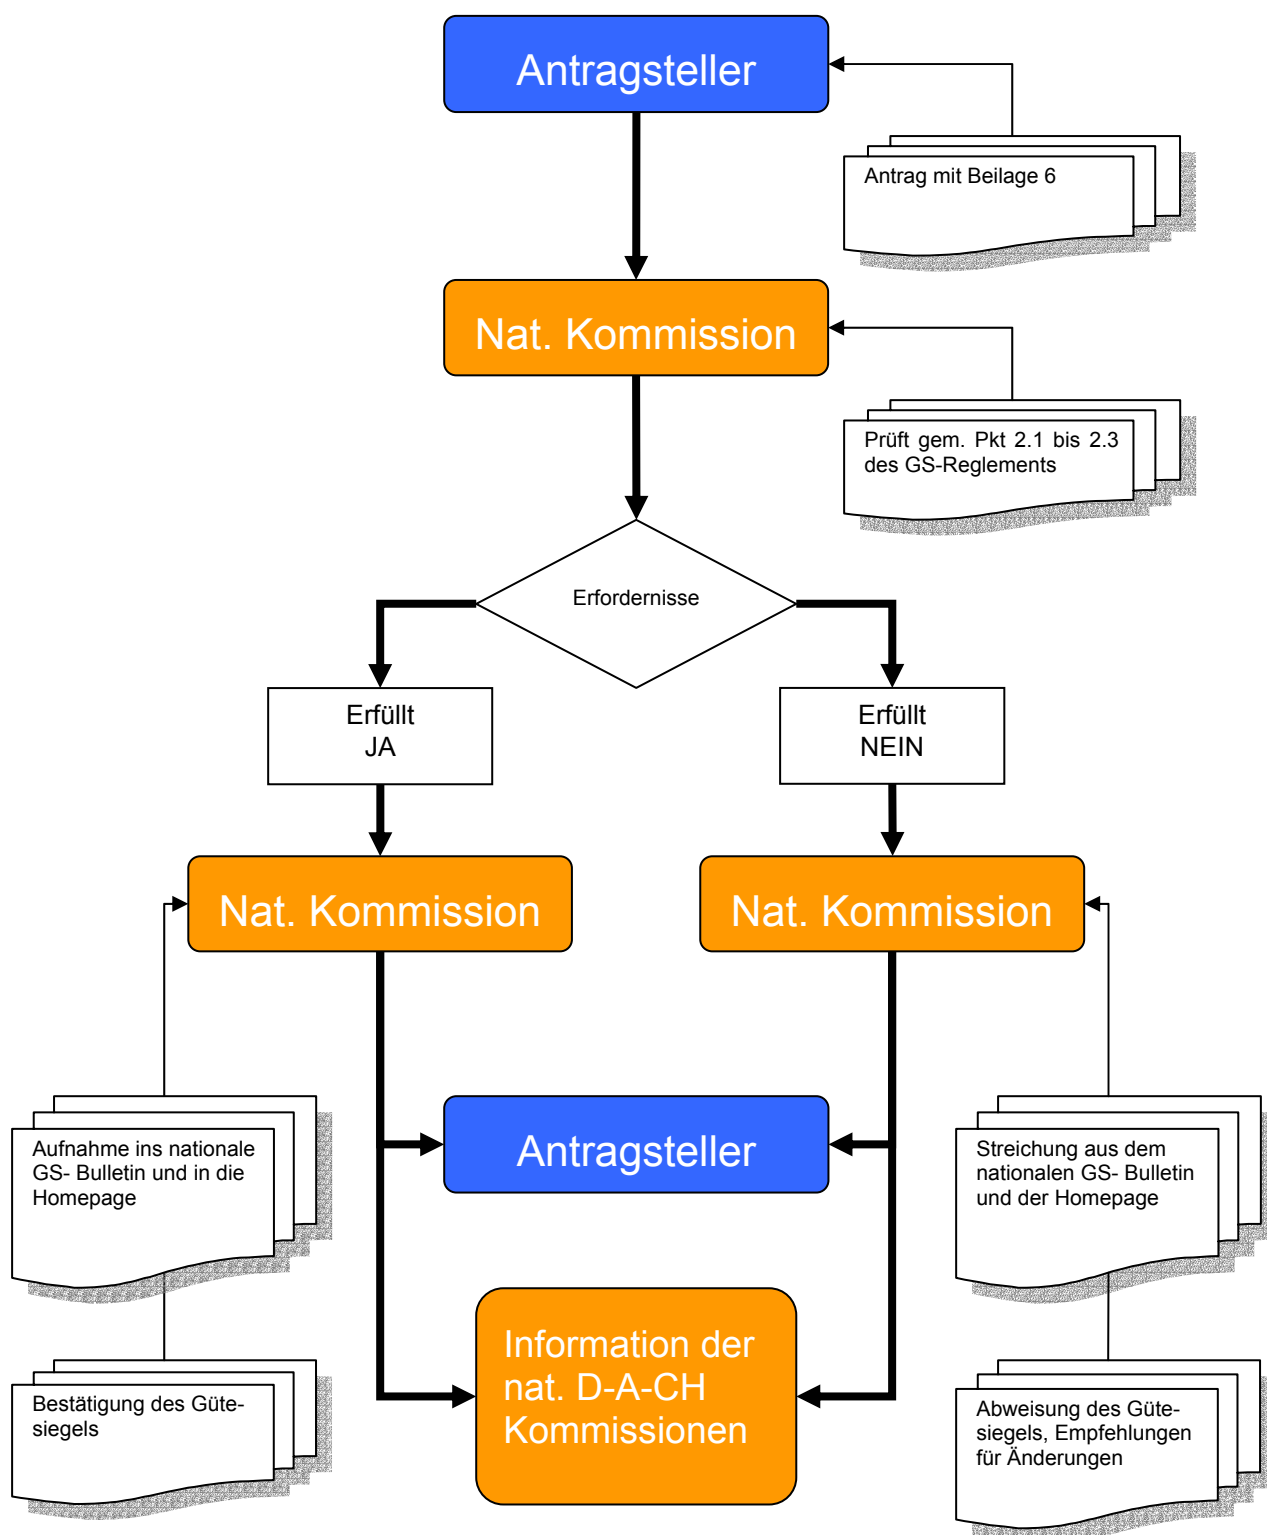 Antragsteller
Antrag mit Beilage 6
Nat. Kommission
Prüft gem. Pkt 2.1 bis 2.3
des GS-Reglements
Erfordernisse
Erfüllt
JA
Erfüllt
NEIN
Nat. Kommission
Nat. Kommission
Aufnahme ins nationale
GS- Bulletin und in die
Homepage
Antragsteller
Streichung aus dem
nationalen GS- Bulletin
und der Homepage
Information der
nat. D-A-CH
Kommissionen
Bestätigung des Güte-
siegels
Abweisung des Güte-
siegels, Empfehlungen
für Änderungen